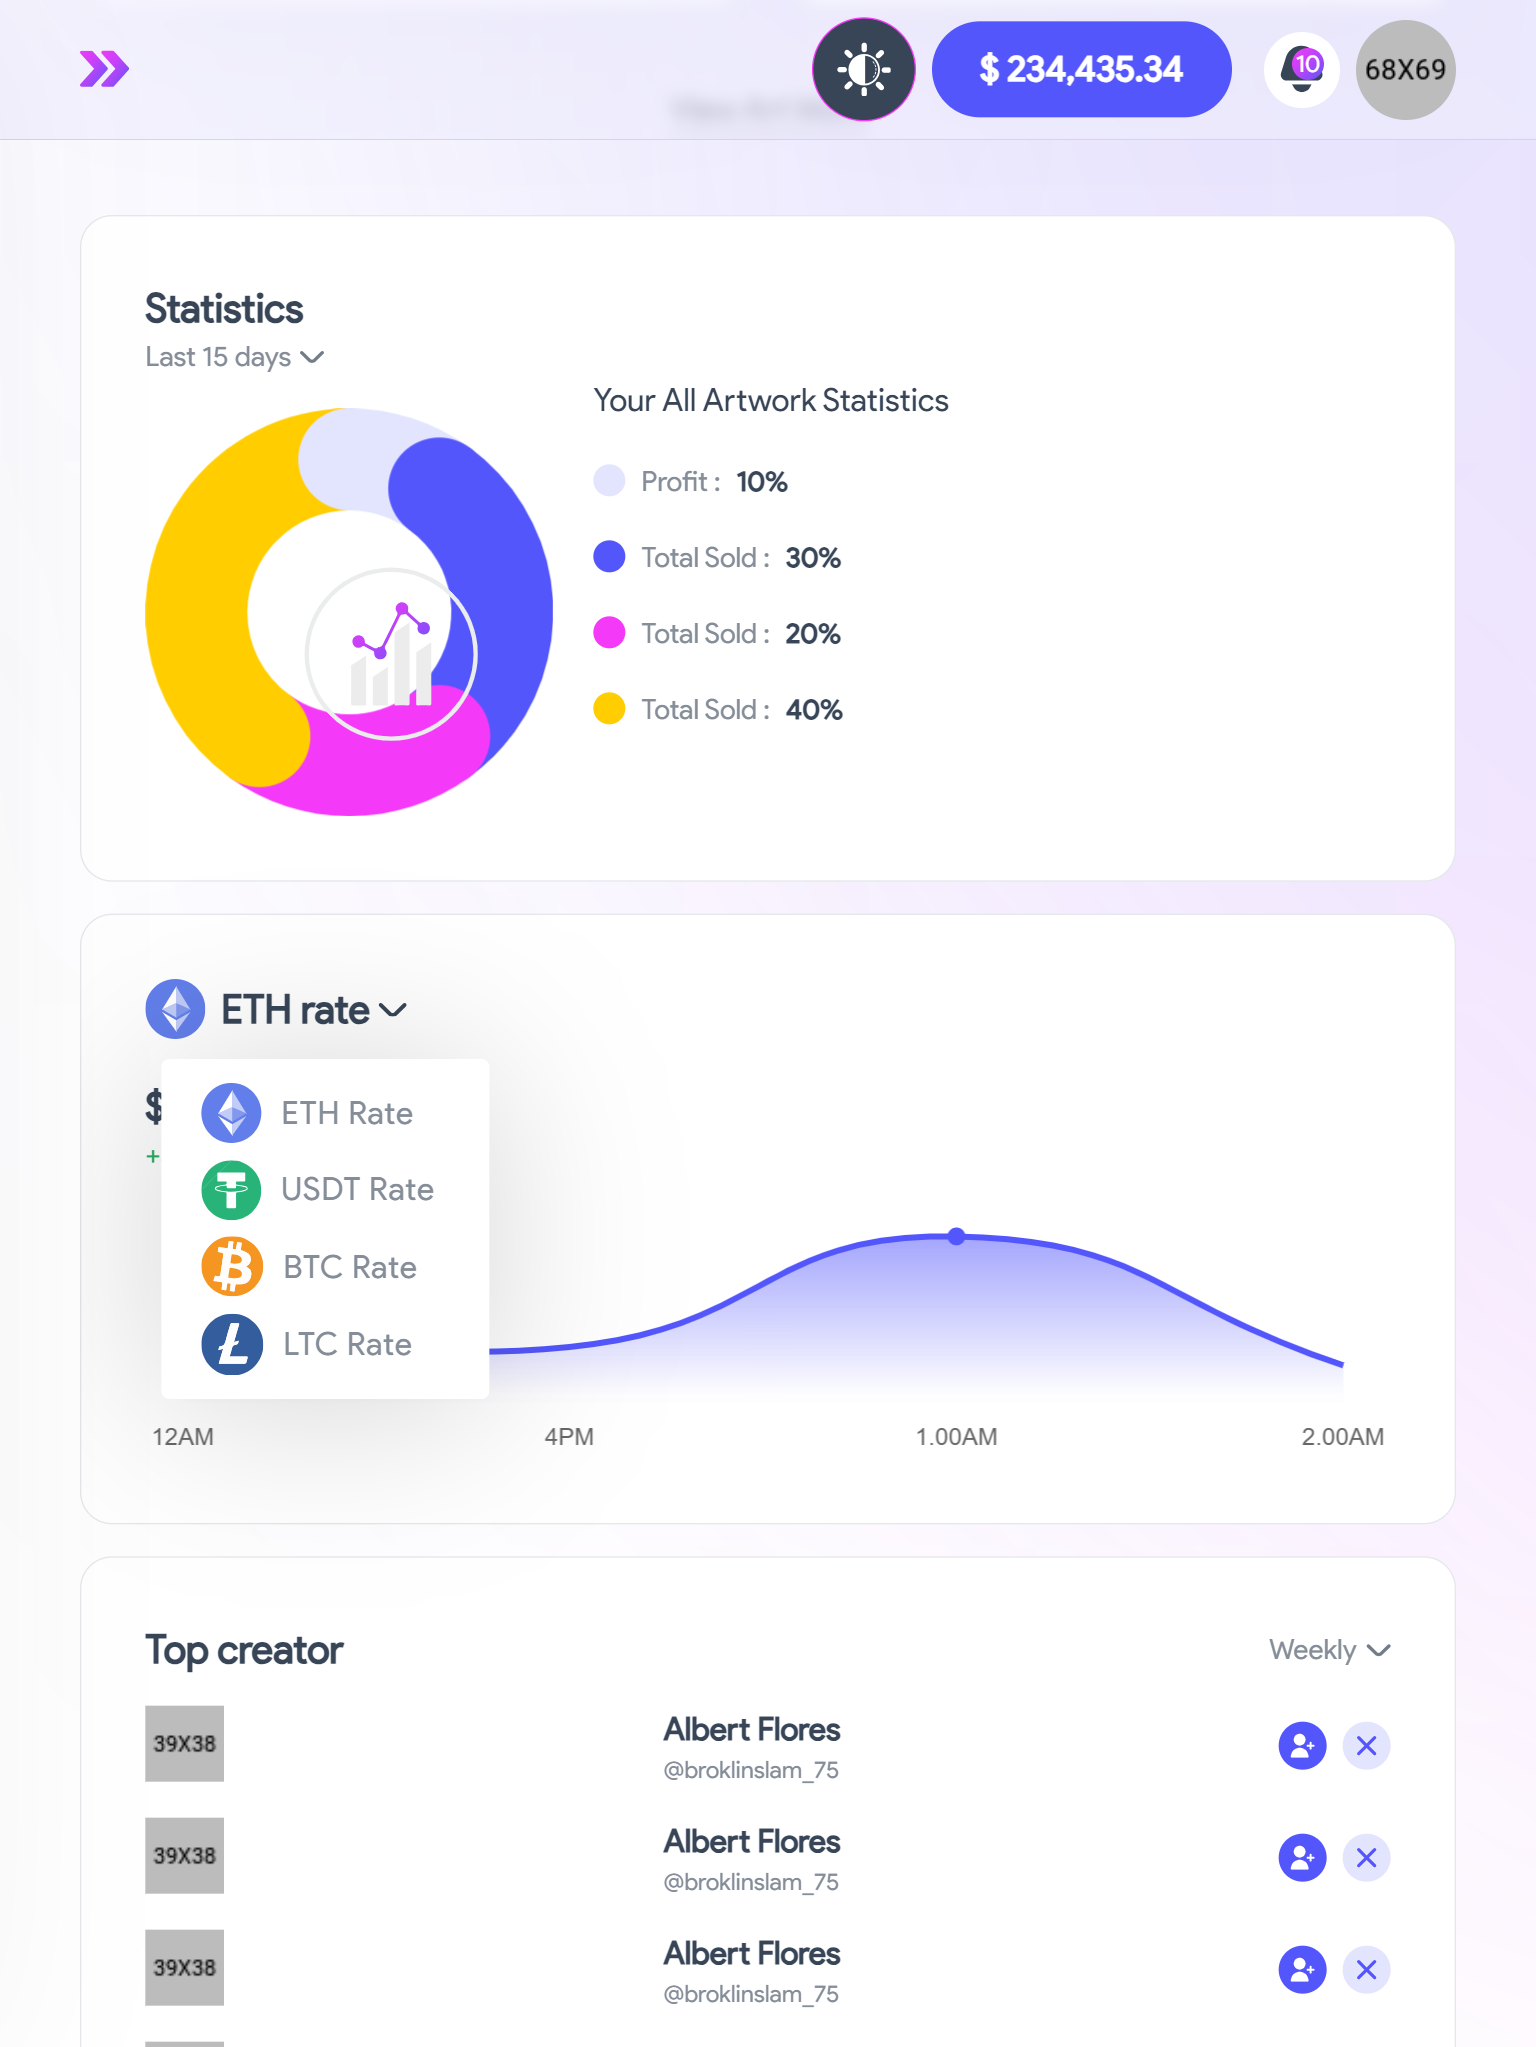 $ 234,435.34
10
68X69
Statistics
Last 15 days
Your All Artwork Statistics
Profit : 10%
Total Sold : 30%
Total Sold : 20%
Total Sold : 40%
ETH rate
$
+
ETH Rate
USDT Rate
BTC Rate
LTC Rate
12AM
4PM
1.00AM
2.00AM
Top creator
Weekly
39X38
Albert Flores
@broklinslam_75
39X38
Albert Flores
@broklinslam_75
39X38
Albert Flores
@broklinslam_75